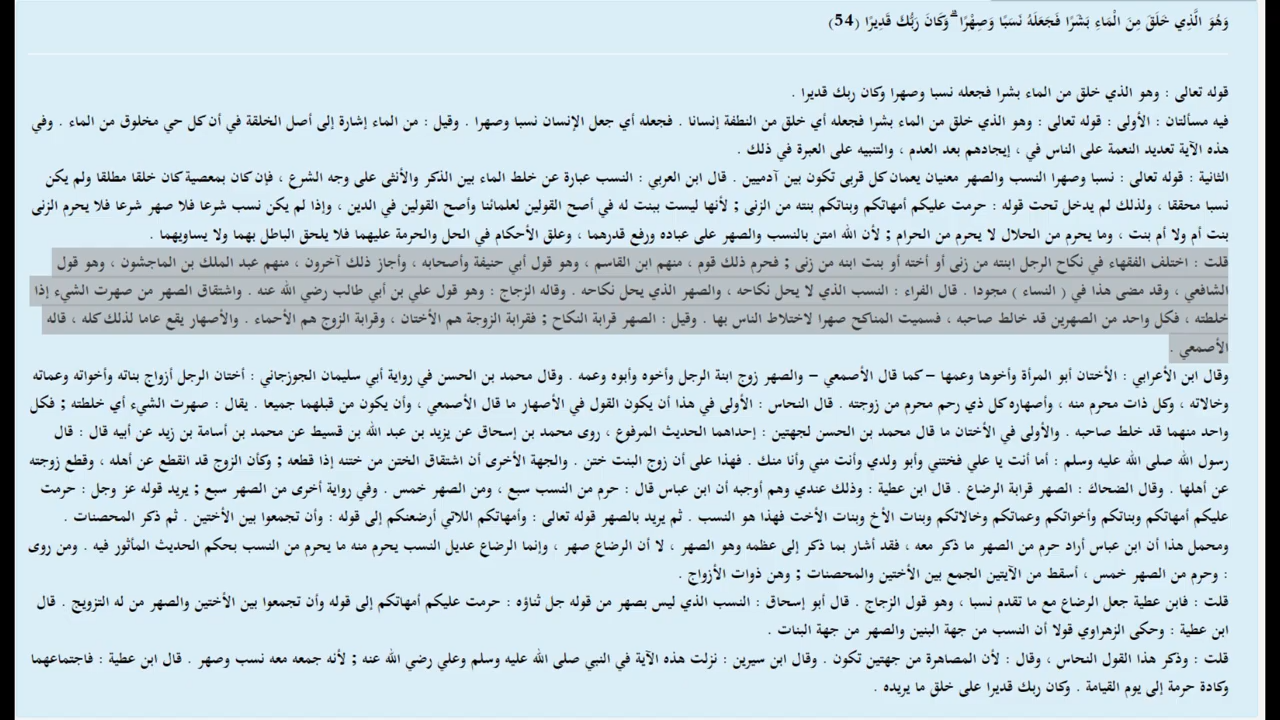 وَهُوَ الَّذِي خَلَقَ مِنَ الْمَاءِ بَشَرًا فَجَعَلَهُ نَسَبًا وَصِهْرًا ۗ وَكَانَ رَبُّكَ قَدِيرًا (54)
قوله تعالى : وهو الذي خلق من الماء بشرا فجعله نسبا وصهرا وكان ربك قديرا .
فيه مسألتان : الأولى : قوله تعالى : وهو الذي خلق من الماء بشرا فجعله أي خلق من النطفة إنسانا . فجعله أي جعل الإنسان نسبا وصهرا . وقيل : من الماء إشارة إلى أصل الخلقة في أن كل حي مخلوق من الماء . وفي
هذه الآية تعديد النعمة على الناس في ، إيجادهم بعد العدم ، والتنبيه على العبرة في ذلك .
الثانية : قوله تعالى : نسبا وصهرا النسب والصهر معنيان يعمان كل قربى تكون بين آدميين . قال ابن العربي : النسب عبارة عن خلط الماء بين الذكر والأنثى على وجه الشرع ، فإن كان بمعصية كان خلقا مطلقا ولم يكن
نسبا محققا ، ولذلك لم يدخل تحت قوله : حرمت عليكم أمهاتكم وبناتكم بنته من الزنى ; لأنها ليست ببنت له في أصح القولين لعلمائنا وأصح القولين في الدين ، وإذا لم يكن نسب شرعا فلا صهر شرعا فلا يحرم الزنى
بنت أم ولا أم بنت ، وما يحرم من الحلال لا يحرم من الحرام ; لأن الله امتن بالنسب والصهر على عباده ورفع قدرهما ، وعلق الأحكام في الحل والحرمة عليهما فلا يلحق الباطل بهما ولا يساويهما .
قلت : اختلف الفقهاء في نكاح الرجل ابنته من زنى أو أخته أو بنت ابنه من زنى ; فحرم ذلك قوم ، منهم ابن القاسم ، وهو قول أبي حنيفة وأصحابه ، وأجاز ذلك آخرون ، منهم عبد الملك بن الماجشون ، وهو قول
الشافعي ، وقد مضى هذا في ( النساء ) مجودا . قال الفراء : النسب الذي لا يحل نكاحه ، والصهر الذي يحل نكاحه . وقاله الزجاج : وهو قول علي بن أبي طالب رضي الله عنه . واشتقاق الصهر من صهرت الشيء إذا
خلطته ، فكل واحد من الصهرين قد خالط صاحبه ، فسميت المناكح صهرا لاختلاط الناس بها . وقيل : الصهر قرابة النكاح ; فقرابة الزوجة هم الأختان ، وقرابة الزوج هم الأحماء . والأصهار يقع عاما لذلك كله ، قاله
الأصمعي .
وقال ابن الأعرابي : الأختان أبو المرأة وأخوها وعمها - كما قال الأصمعي - والصهر زوج ابنة الرجل وأخوه وأبوه وعمه . وقال محمد بن الحسن في رواية أبي سليمان الجوزجاني : أختان الرجل أزواج بناته وأخواته وعماته
وخالاته ، وكل ذات محرم منه ، وأصهاره كل ذي رحم محرم من زوجته . قال النحاس : الأولى في هذا أن يكون القول في الأصهار ما قال الأصمعي ، وأن يكون من قبلهما جميعا . يقال : صهرت الشيء أي خلطته ; فكل
واحد منهما قد خلط صاحبه . والأولى في الأختان ما قال محمد بن الحسن لجهتين : إحداهما الحديث المرفوع ، روى محمد بن إسحاق عن يزيد بن عبد الله بن قسيط عن محمد بن أسامة بن زيد عن أبيه قال : قال
رسول الله صلى الله عليه وسلم : أما أنت يا علي فختني وأبو ولدي وأنت مني وأنا منك . فهذا على أن زوج البنت ختن . والجهة الأخرى أن اشتقاق الختن من ختنه إذا قطعه ; وكأن الزوج قد انقطع عن أهله ، وقطع زوجته
عن أهلها . وقال الضحاك : الصهر قرابة الرضاع . قال ابن عطية : وذلك عندي وهم أوجبه أن ابن عباس قال : حرم من النسب سبع ، ومن الصهر خمس . وفي رواية أخرى من الصهر سبع ; يريد قوله عز وجل : حرمت
عليكم أمهاتكم وبناتكم وأخواتكم وعماتكم وخالاتكم وبنات الأخ وبنات الأخت فهذا هو النسب . ثم يريد بالصهر قوله تعالى : وأمهاتكم اللاتي أرضعنكم إلى قوله : وأن تجمعوا بين الأختين . ثم ذكر المحصنات .
ومحمل هذا أن ابن عباس أراد حرم من الصهر ما ذكر معه ، فقد أشار بما ذكر إلى عظمه وهو الصهر ، لا أن الرضاع صهر ، وإنما الرضاع عديل النسب يحرم منه ما يحرم من النسب بحكم الحديث المأثور فيه . ومن روى
: وحرم من الصهر خمس ، أسقط من الآيتين الجمع بين الأختين والمحصنات ; وهن ذوات الأزواج .
قلت : فابن عطية جعل الرضاع مع ما تقدم نسبا ، وهو قول الزجاج . قال أبو إسحاق : النسب الذي ليس بصهر من قوله جل ثناؤه : حرمت عليكم أمهاتكم إلى قوله وأن تجمعوا بين الأختين والصهر من له التزويج . قال
ابن عطية : وحكى الزهراوي قولا أن النسب من جهة البنين والصهر من جهة البنات .
قلت : وذكر هذا القول النحاس ، وقال : لأن المصاهرة من جهتين تكون . وقال ابن سيرين : نزلت هذه الآية في النبي صلى الله عليه وسلم وعلي رضي الله عنه ; لأنه جمعه معه نسب وصهر . قال ابن عطية : فاجتماعهما
وكادة حرمة إلى يوم القيامة . وكان ربك قديرا على خلق ما يريده .